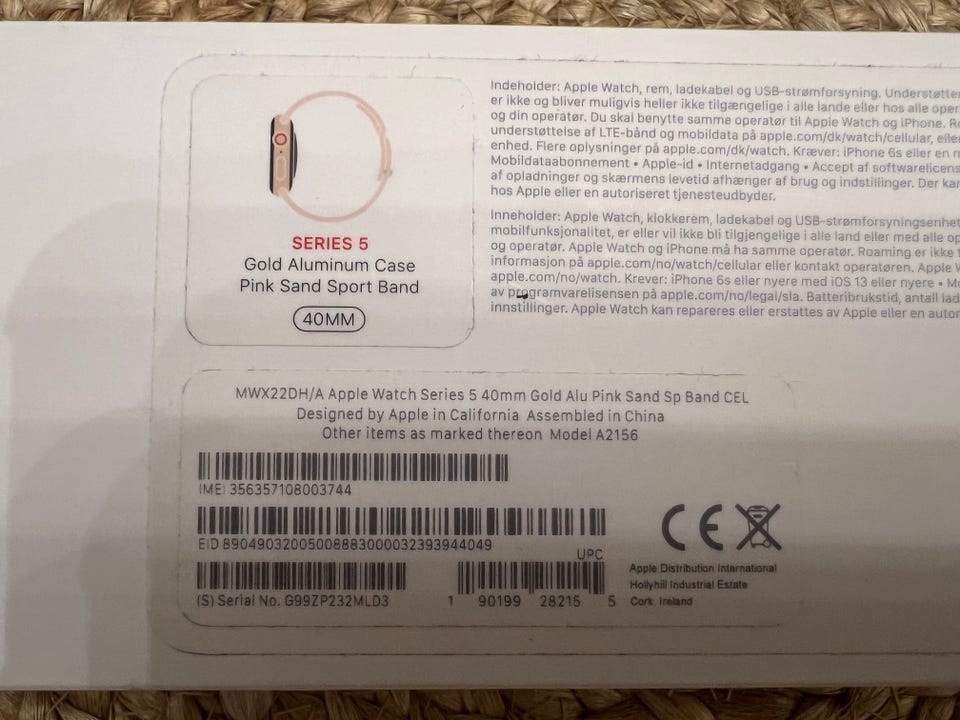 SERIES 5
Gold Aluminum Case
Pink Sand Sport Band
40MM
Indeholder: Apple Watch, rem, ladekabel og USB-strømforsyning. Understøtter
er ikke og bliver muligvis heller ikke tilgængelige i alle lande eller hos alle
og din operatør. Du skal benytte samme operatør til Apple Watch og iPhone.
understøttelse af LTE-bånd og mobildata på apple.com/dk/watch/cellular,
enhed. Flere oplysninger på apple.com/dk/watch. Kræver: iPhone 6s eller en
Mobildataabonnement • Apple-id • Internetadgang • Accept af
af opladninger og skærmens levetid afhænger af brug og indstillinger. Der
hos Apple eller en autoriseret tjenesteudbyder.
Inneholder: Apple Watch, klokkerem, ladekabel og USB-strømforsyningsenhet
mobilfunksjonalitet, er eller vil ikke bli tilgjengelige i alle land eller med alle
og operatør. Apple Watch og iPhone må ha samme operatør. Roaming er ikke
informasjon på apple.com/no/watch/cellular eller kontakt operatøren. Apple
apple.com/no/watch. Krever: iPhone 6s eller nyere med iOS 13 eller nyere •
av programvarelisensen på apple.com/no/legal/sla. Batteribrukstid, antall
innstillinger. Apple Watch kan repareres eller erstattes av Apple eller en
MWX22DH/A Apple Watch Series 5 40mm Gold Alu Pink Sand Sp Band CEL
Designed by Apple in California Assembled in China
Other items as marked thereon Model A2156
IMEI 356357108003744
EID 89049032005008883000032393944049
UPC
(S) Serial No. G99ZP232MLD3
1 90199 28215 5
CE
Apple Distribution International
Hollyhill Industrial Estate
Cork Ireland